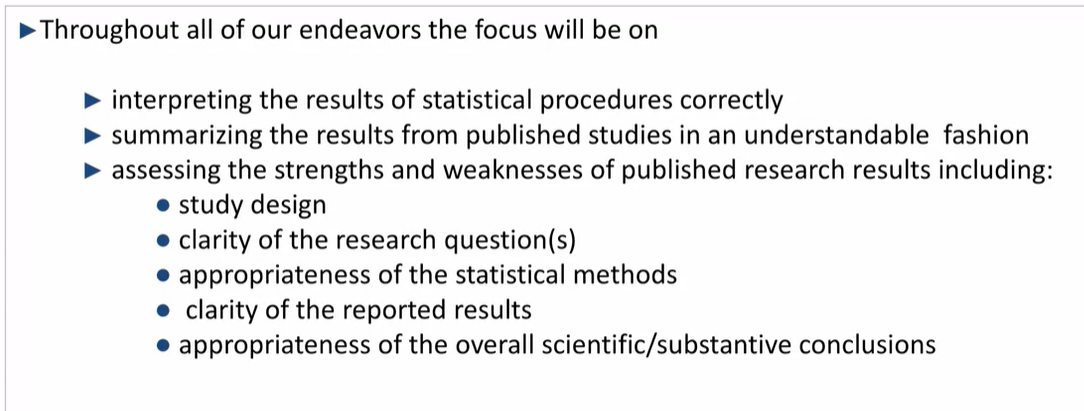 ▶Throughout all of our endeavors the focus will be on
▶ interpreting the results of statistical procedures correctly
▶ summarizing the results from published studies in an understandable fashion
▶ assessing the strengths and weaknesses of published research results including:
● study design
● clarity of the research question(s)
● appropriateness of the statistical methods
● clarity of the reported results
● appropriateness of the overall scientific/substantive conclusions